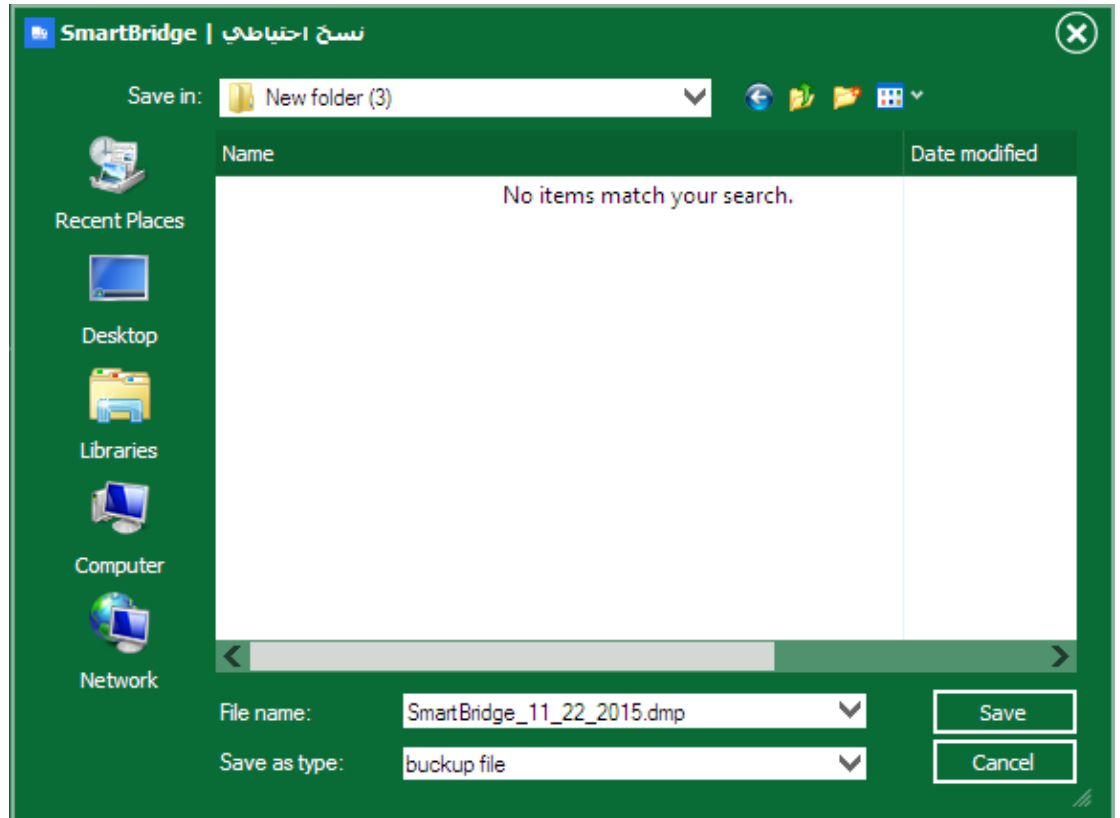 SmartBridge | نسخ احتياطي
Save in: New folder (3)
Name Date modified
No items match your search.
Recent Places
Desktop
Libraries
Computer
Network
File name: SmartBridge_11_22_2015.dmp Save
Save as type: buckup file Cancel